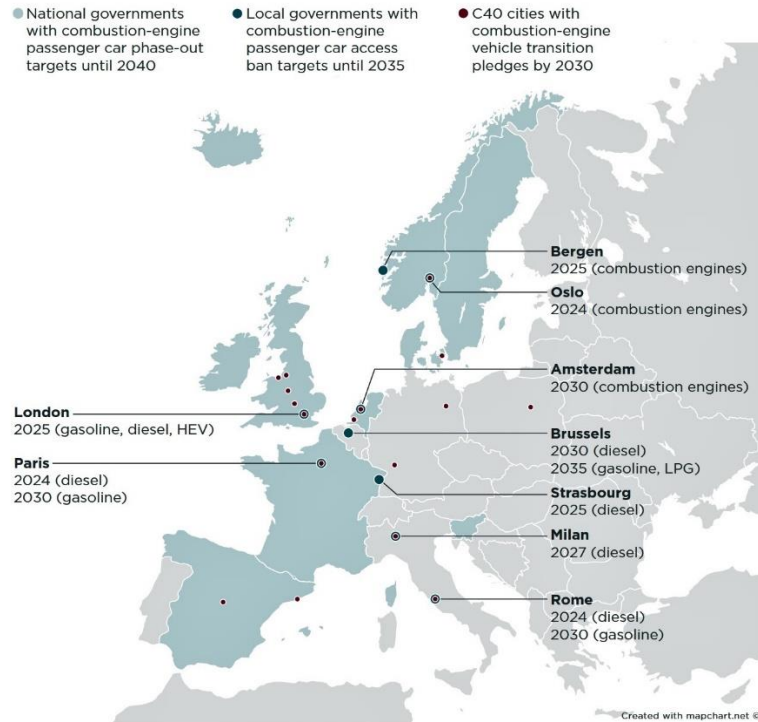 National governments
with combustion-engine
passenger car phase-out
targets until 2040
Local governments with
combustion-engine
passenger car access
ban targets until 2035
C40 cities with
combustion-engine
vehicle transition
pledges by 2030
Bergen
2025 (combustion engines)
Oslo
2024 (combustion engines)
Amsterdam
2030 (combustion engines)
London
2025 (gasoline, diesel, HEV)
Brussels
2030 (diesel)
2035 (gasoline, LPG)
Paris
2024 (diesel)
2030 (gasoline)
Strasbourg
2025 (diesel)
Milan
2027 (diesel)
Rome
2024 (diesel)
2030 (gasoline)
Created with mapchart.net ©